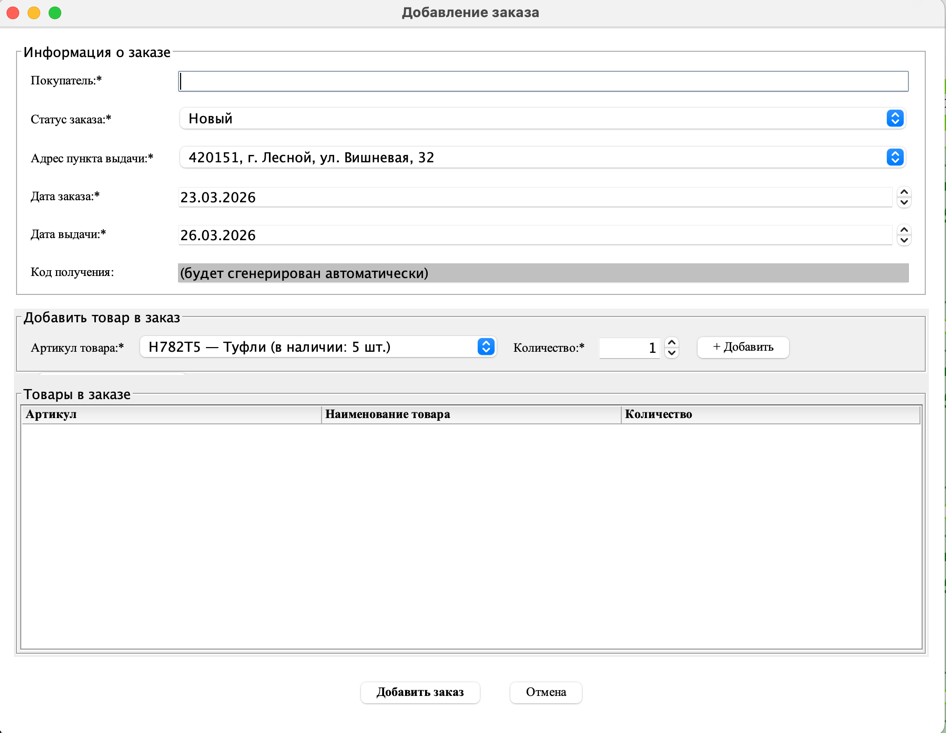 Добавление заказа
Информация о заказе
Покупатель:*
Статус заказа:* Новый
Адрес пункта выдачи:* 420151, г. Лесной, ул. Вишневая, 32
Дата заказа:* 23.03.2026
Дата выдачи:* 26.03.2026
Код получения: (будет сгенерирован автоматически)
Добавить товар в заказ
Артикул товара:* H782T5 — Туфли (в наличии: 5 шт.) Количество:* 1 + Добавить
Товары в заказе
Артикул Наименование товара Количество
Добавить заказ Отмена